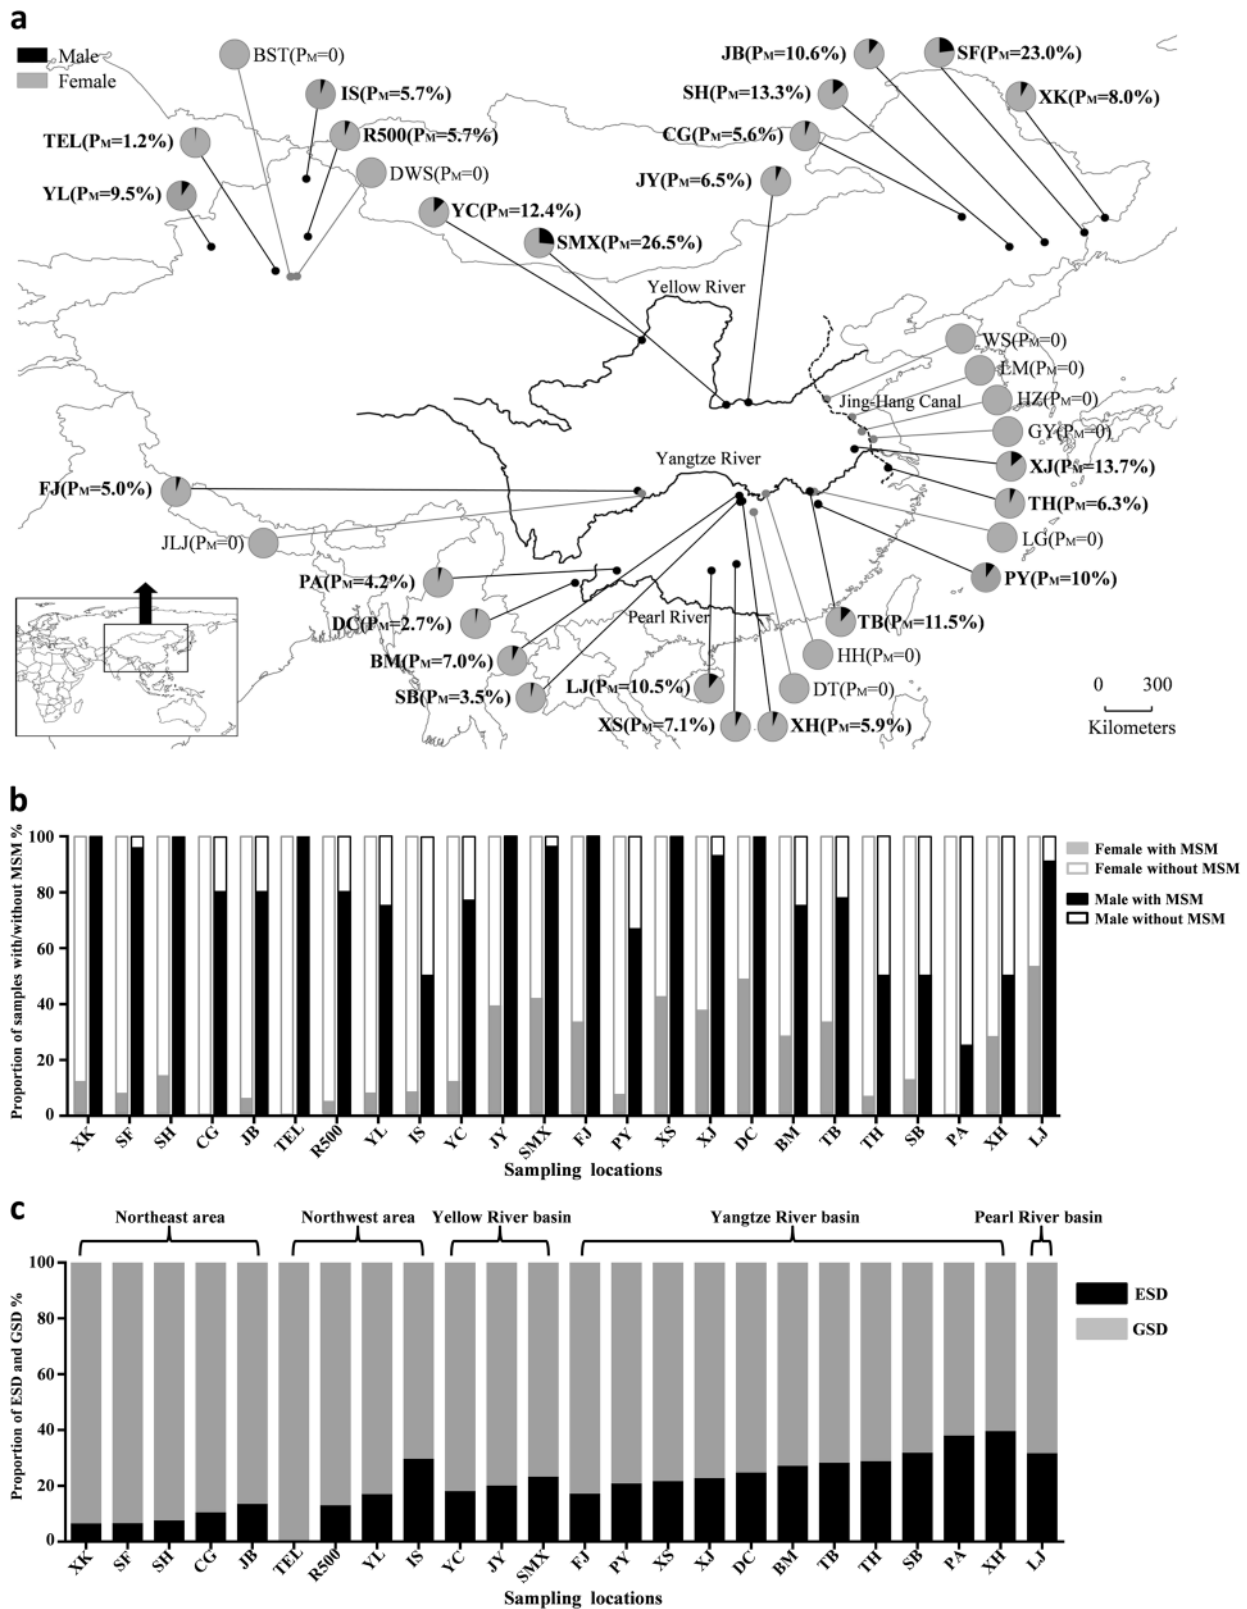 a
Male
Female
BST(PM=0)
IS(PM=5.7%)
TEL(PM=1.2%)
R500(PM=5.7%)
DWS(PM=0)
YL(PM=9.5%)
YC(PM=12.4%)
SMX(PM=26.5%)
JB(PM=10.6%)
SF(PM=23.0%)
SH(PM=13.3%)
XK(PM=8.0%)
CG(PM=5.6%)
JY(PM=6.5%)
Yellow River
WS(PM=0)
LM(PM=0)
Jing-Hang Canal
HZ(PM=0)
GY(PM=0)
Yangtze River
XJ(PM=13.7%)
FJ(PM=5.0%)
TH(PM=6.3%)
JLJ(PM=0)
LG(PM=0)
PA(PM=4.2%)
PY(PM=10%)
DC(PM=2.7%)
Pearl River
TB(PM=11.5%)
BM(PM=7.0%)
HH(PM=0)
SB(PM=3.5%)
LJ(PM=10.5%)
DT(PM=0)
XS(PM=7.1%)
XH(PM=5.9%)
0 300
Kilometers
b
Proportion of samples with/without MSM %
100
80
60
40
20
0
Female with MSM
Female without MSM
Male with MSM
Male without MSM
XK SF SH CG JB TEL R500 YL IS YC JY SMX FJ PY XS XJ DC BM TB TH SB PA XH LJ
Sampling locations
c
Northeast area Northwest area Yellow River basin Yangtze River basin Pearl River basin
Proportion of ESD and GSD %
100
80
60
40
20
0
ESD
GSD
XK SF SH CG JB TEL R500 YL IS YC JY SMX FJ PY XS XJ DC BM TB TH SB PA XH LJ
Sampling locations